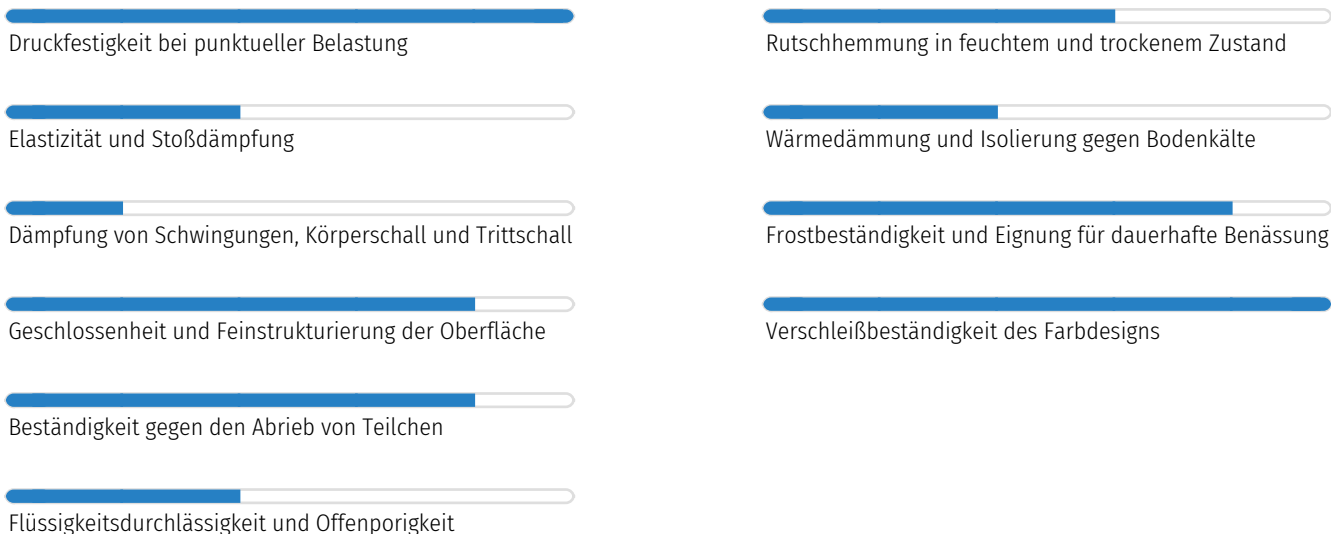 Druckfestigkeit bei punktueller Belastung
Elastizität und Stoßdämpfung
Dämpfung von Schwingungen, Körperschall und Trittschall
Geschlossenheit und Feinstrukturierung der Oberfläche
Beständigkeit gegen den Abrieb von Teilchen
Flüssigkeitsdurchlässigkeit und Offenporigkeit
Rutschhemmung in feuchtem und trockenem Zustand
Wärmedämmung und Isolierung gegen Bodenkälte
Frostbeständigkeit und Eignung für dauerhafte Benässung
Verschleißbeständigkeit des Farbdesigns